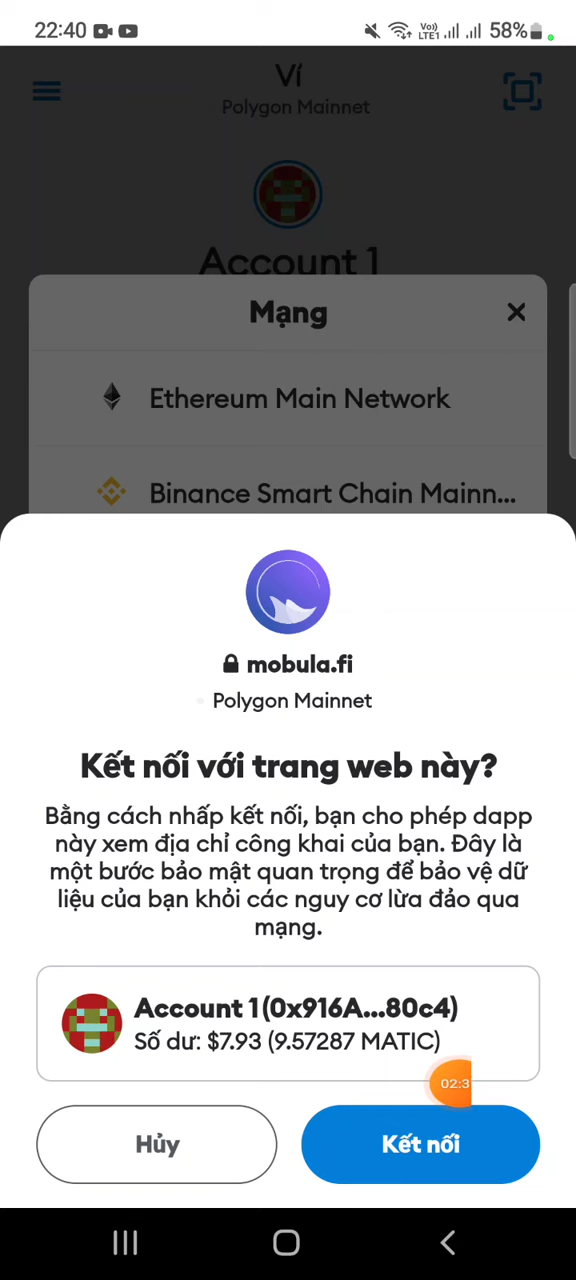 22:40
Vo)) LTE1
58%
Ví
Polygon Mainnet
Account 1
Mạng
Ethereum Main Network
Binance Smart Chain Mainn...
mobula.fi
Polygon Mainnet
Kết nối với trang web này?
Bằng cách nhấp kết nối, bạn cho phép dapp
này xem địa chỉ công khai của bạn. Đây là
một bước bảo mật quan trọng để bảo vệ dữ
liệu của bạn khỏi các nguy cơ lừa đảo qua
mạng.
Account 1 (0x916A...80c4)
Số dư: $7.93 (9.57287 MATIC)
02:3
Hủy
Kết nối